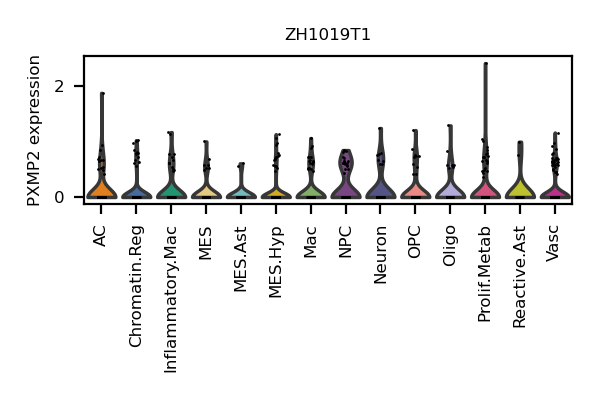 ZH1019T1
PXMP2 expression
2
0
AC
Chromatin.Reg
Inflammatory.Mac
MES
MES.Ast
MES.Hyp
Mac
NPC
Neuron
OPC
Oligo
Prolif.Metab
Reactive.Ast
Vasc